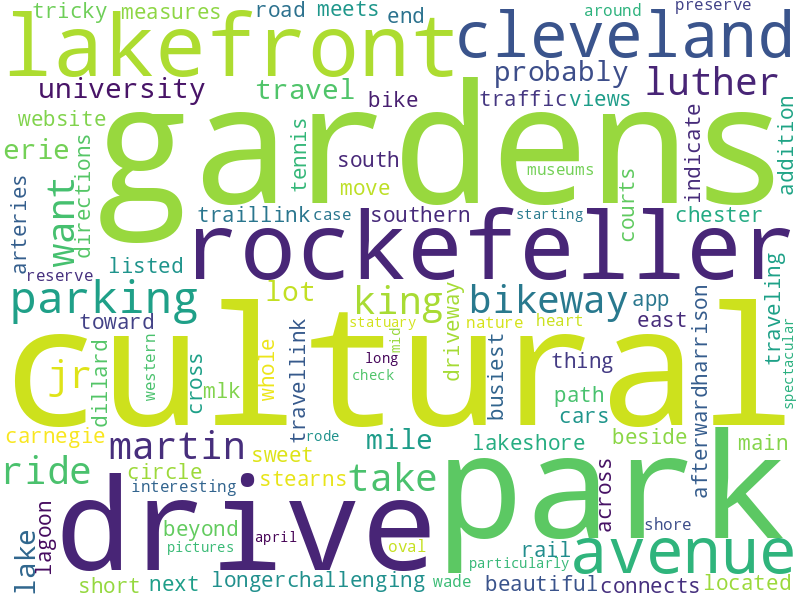 tricky measures road meets end around preserve
lakefront cleveland
university travel bike probably luther
website traffic views
gardens
erie want directions tennis south move museums courts indicate addition
arteries traillink case southern starting chester
rockefeller
reserve listed
parking lot king bikeway app traveling
toward statuary nature heart east
cultural
jr dillard western cross mlk whole travellink long mid check driveway busiest thing path cars harrison spectacular
carnegie martin sweet mile lakeshore beside main
ride circle stearns take afterward
interesting rode across
drive park
lagoon beyond pictures april oval rail particularly shore
avenue
lake short next longer challenging wade beautiful connects located